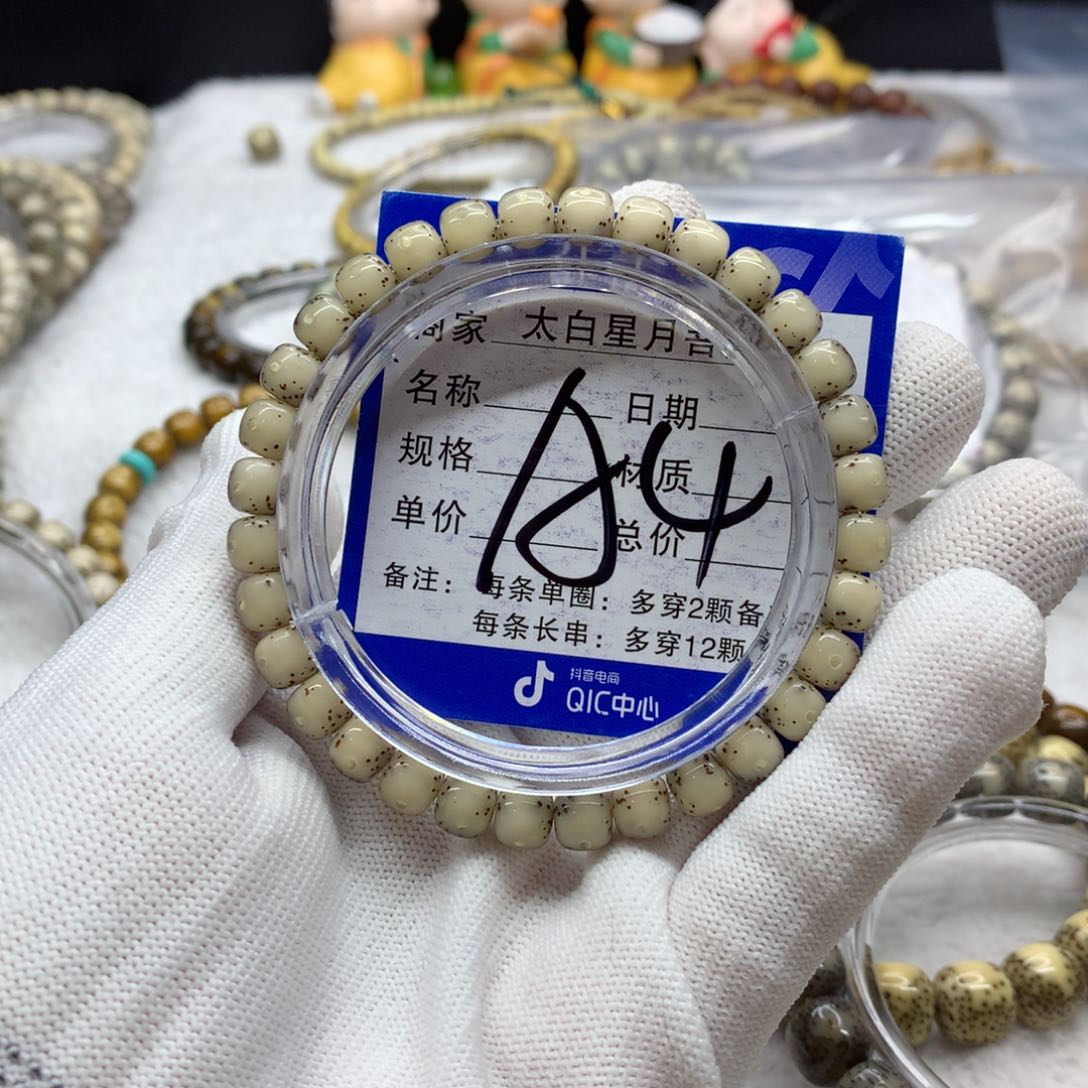 商家 太白星月菩
名称 日期
A4
规格 材质
单价 总价
备注： 每条单圈：多穿2颗备
每条长串：多穿12颗
抖音电商
QIC中心